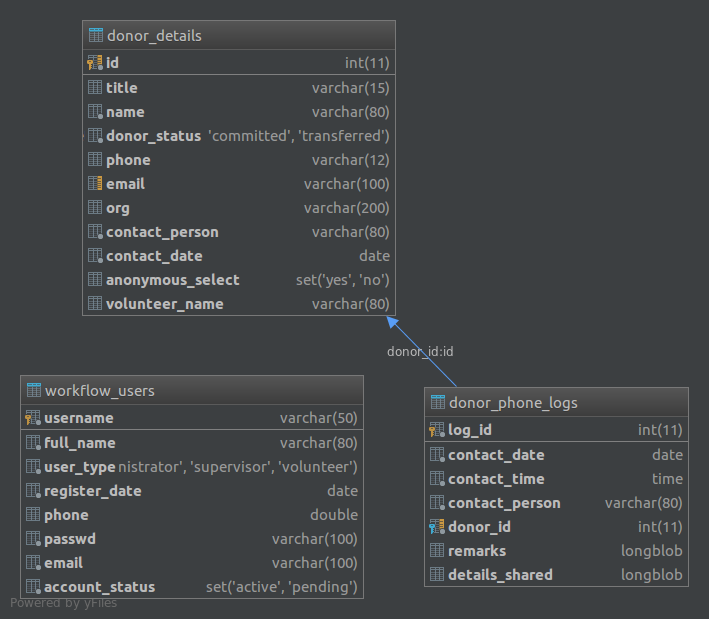 donor_details
id int(11)
title varchar(15)
name varchar(80)
donor_status 'committed', 'transferred')
phone varchar(12)
email varchar(100)
org varchar(200)
contact_person varchar(80)
contact_date date
anonymous_select set('yes', 'no')
volunteer_name varchar(80)
donor_id:id
workflow_users
username varchar(50)
full_name varchar(80)
user_type nistrator', 'supervisor', 'volunteer')
register_date date
phone double
passwd varchar(100)
email varchar(100)
account_status set('active', 'pending')
donor_phone_logs
log_id int(11)
contact_date date
contact_time time
contact_person varchar(80)
donor_id int(11)
remarks longblob
details_shared longblob
Powered by yFiles